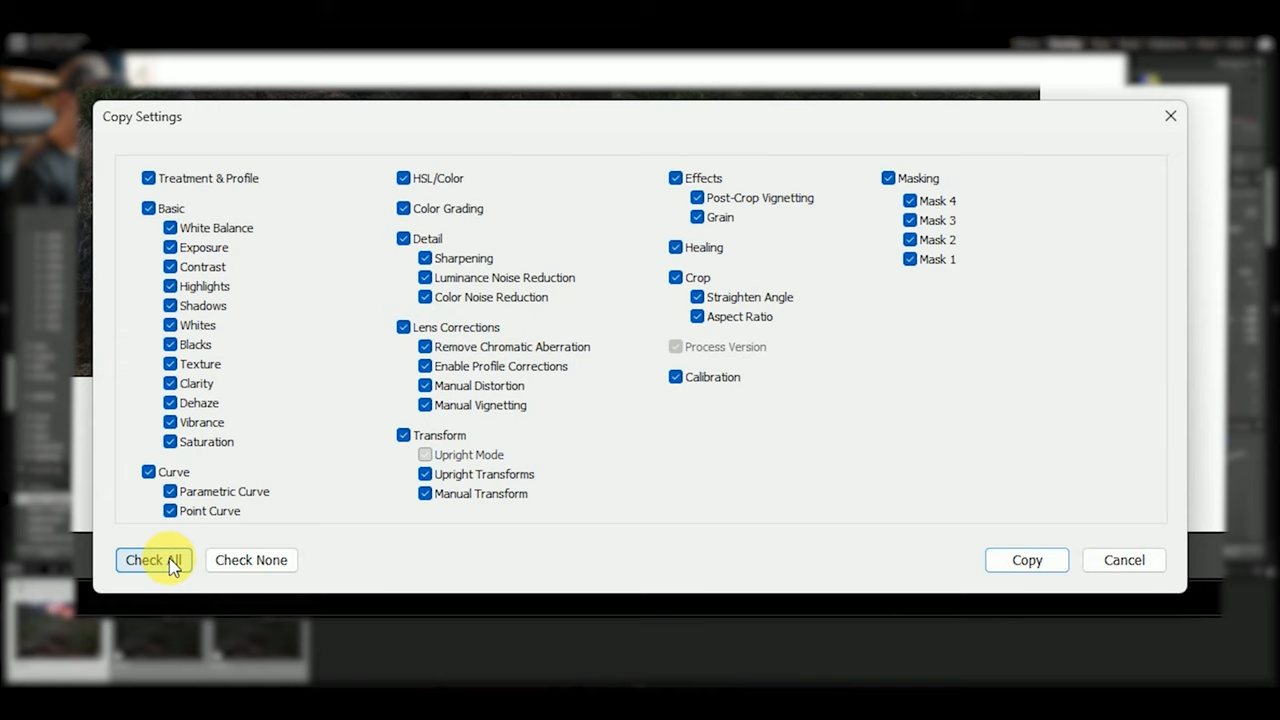 Copy Settings
Treatment & Profile
Basic
White Balance
Exposure
Contrast
Highlights
Shadows
Whites
Blacks
Texture
Clarity
Dehaze
Vibrance
Saturation
Curve
Parametric Curve
Point Curve
HSL/Color
Color Grading
Detail
Sharpening
Luminance Noise Reduction
Color Noise Reduction
Lens Corrections
Remove Chromatic Aberration
Enable Profile Corrections
Manual Distortion
Manual Vignetting
Transform
Upright Mode
Upright Transforms
Manual Transform
Effects
Post-Crop Vignetting
Grain
Healing
Crop
Straighten Angle
Aspect Ratio
Process Version
Calibration
Masking
Mask 4
Mask 3
Mask 2
Mask 1
Check All
Check None
Copy
Cancel